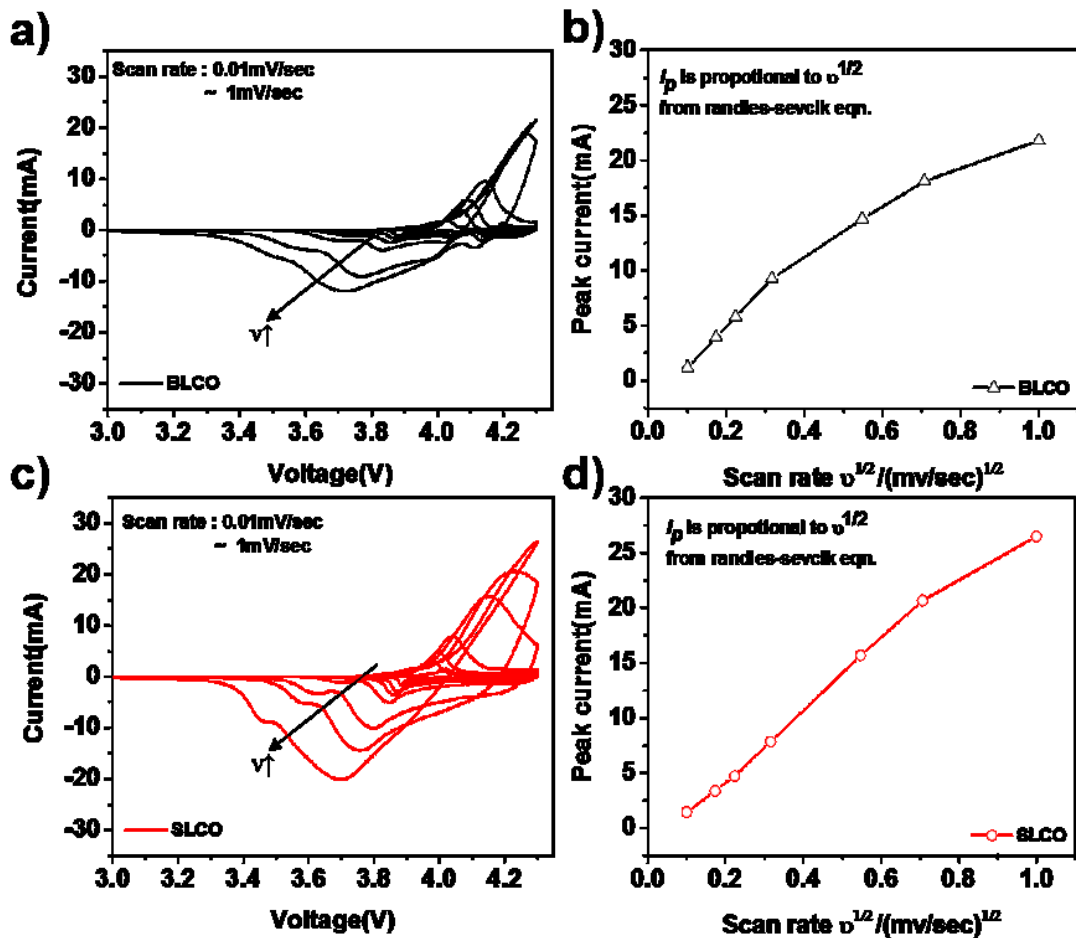 a)
Scan rate : 0.01mV/sec
~ 1mV/sec
30
20
10
0
-10
-20
-30
Current(mA)
v↑
BLCO
3.0 3.2 3.4 3.6 3.8 4.0 4.2
Voltage(V)
b)
i_p is propotional to υ^1/2
from randles-sevcik eqn.
30
25
20
15
10
5
0
Peak current(mA)
BLCO
0.0 0.2 0.4 0.6 0.8 1.0
Scan rate υ^1/2/(mv/sec)^1/2
c)
Scan rate : 0.01mV/sec
~ 1mV/sec
30
20
10
0
-10
-20
-30
Current(mA)
v↑
SLCO
3.0 3.2 3.4 3.6 3.8 4.0 4.2
Voltage(V)
d)
i_p is propotional to υ^1/2
from randles-sevcik eqn.
30
25
20
15
10
5
0
Peak current(mA)
SLCO
0.0 0.2 0.4 0.6 0.8 1.0
Scan rate υ^1/2/(mv/sec)^1/2